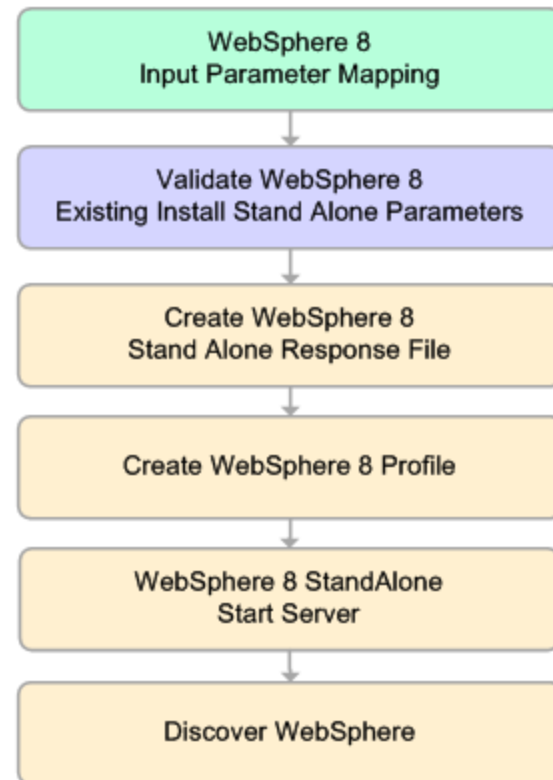 WebSphere 8
Input Parameter Mapping
Validate WebSphere 8
Existing Install Stand Alone Parameters
Create WebSphere 8
Stand Alone Response File
Create WebSphere 8 Profile
WebSphere 8 StandAlone
Start Server
Discover WebSphere